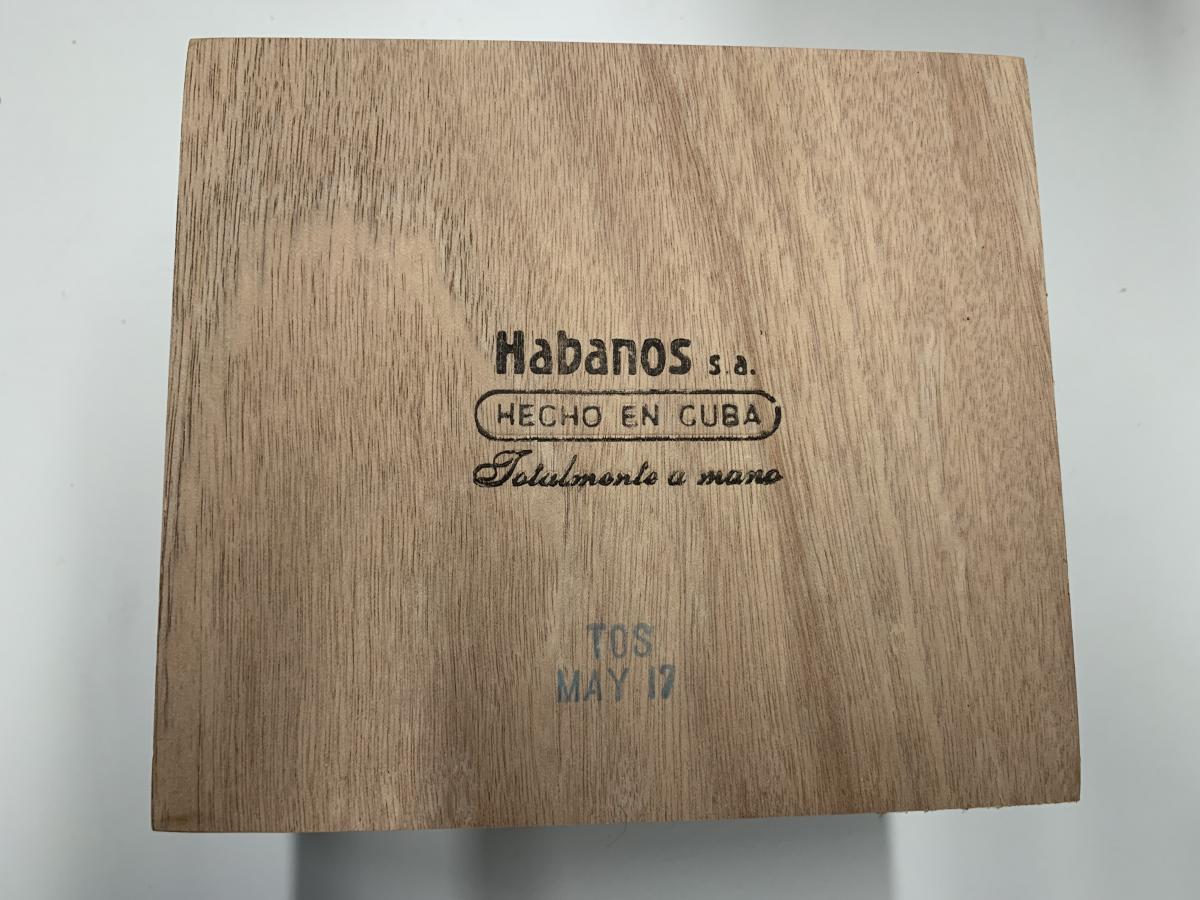 Habanos s.a.
HECHO EN CUBA
Totalmente a mano
TOS
MAY 17